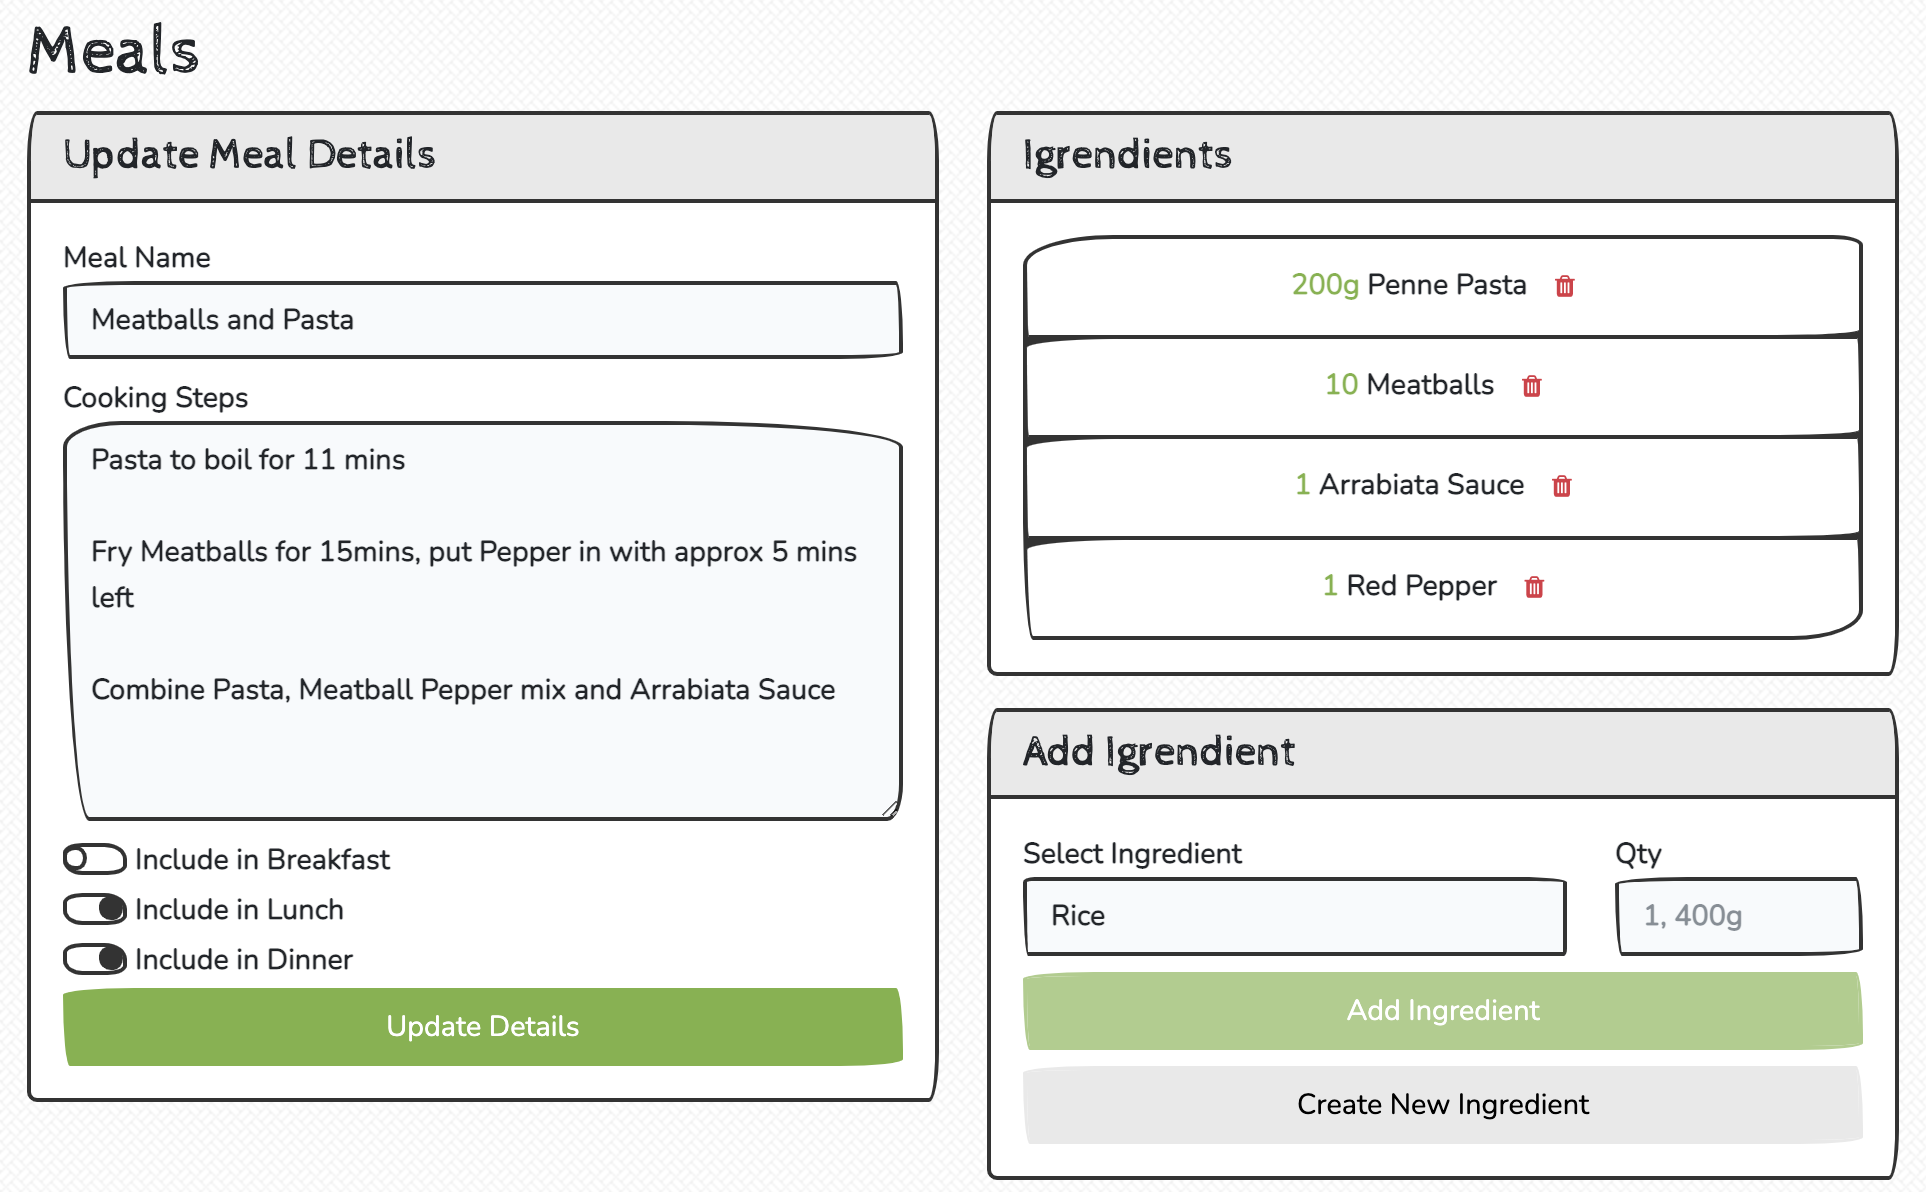 Meals
Update Meal Details
Meal Name
Meatballs and Pasta
Cooking Steps
Pasta to boil for 11 mins
Fry Meatballs for 15mins, put Pepper in with approx 5 mins
left
Combine Pasta, Meatball Pepper mix and Arrabiata Sauce
Include in Breakfast
Include in Lunch
Include in Dinner
Update Details
Igrendients
200g Penne Pasta
10 Meatballs
1 Arrabiata Sauce
1 Red Pepper
Add Igrendient
Select Ingredient
Qty
Rice
1, 400g
Add Ingredient
Create New Ingredient